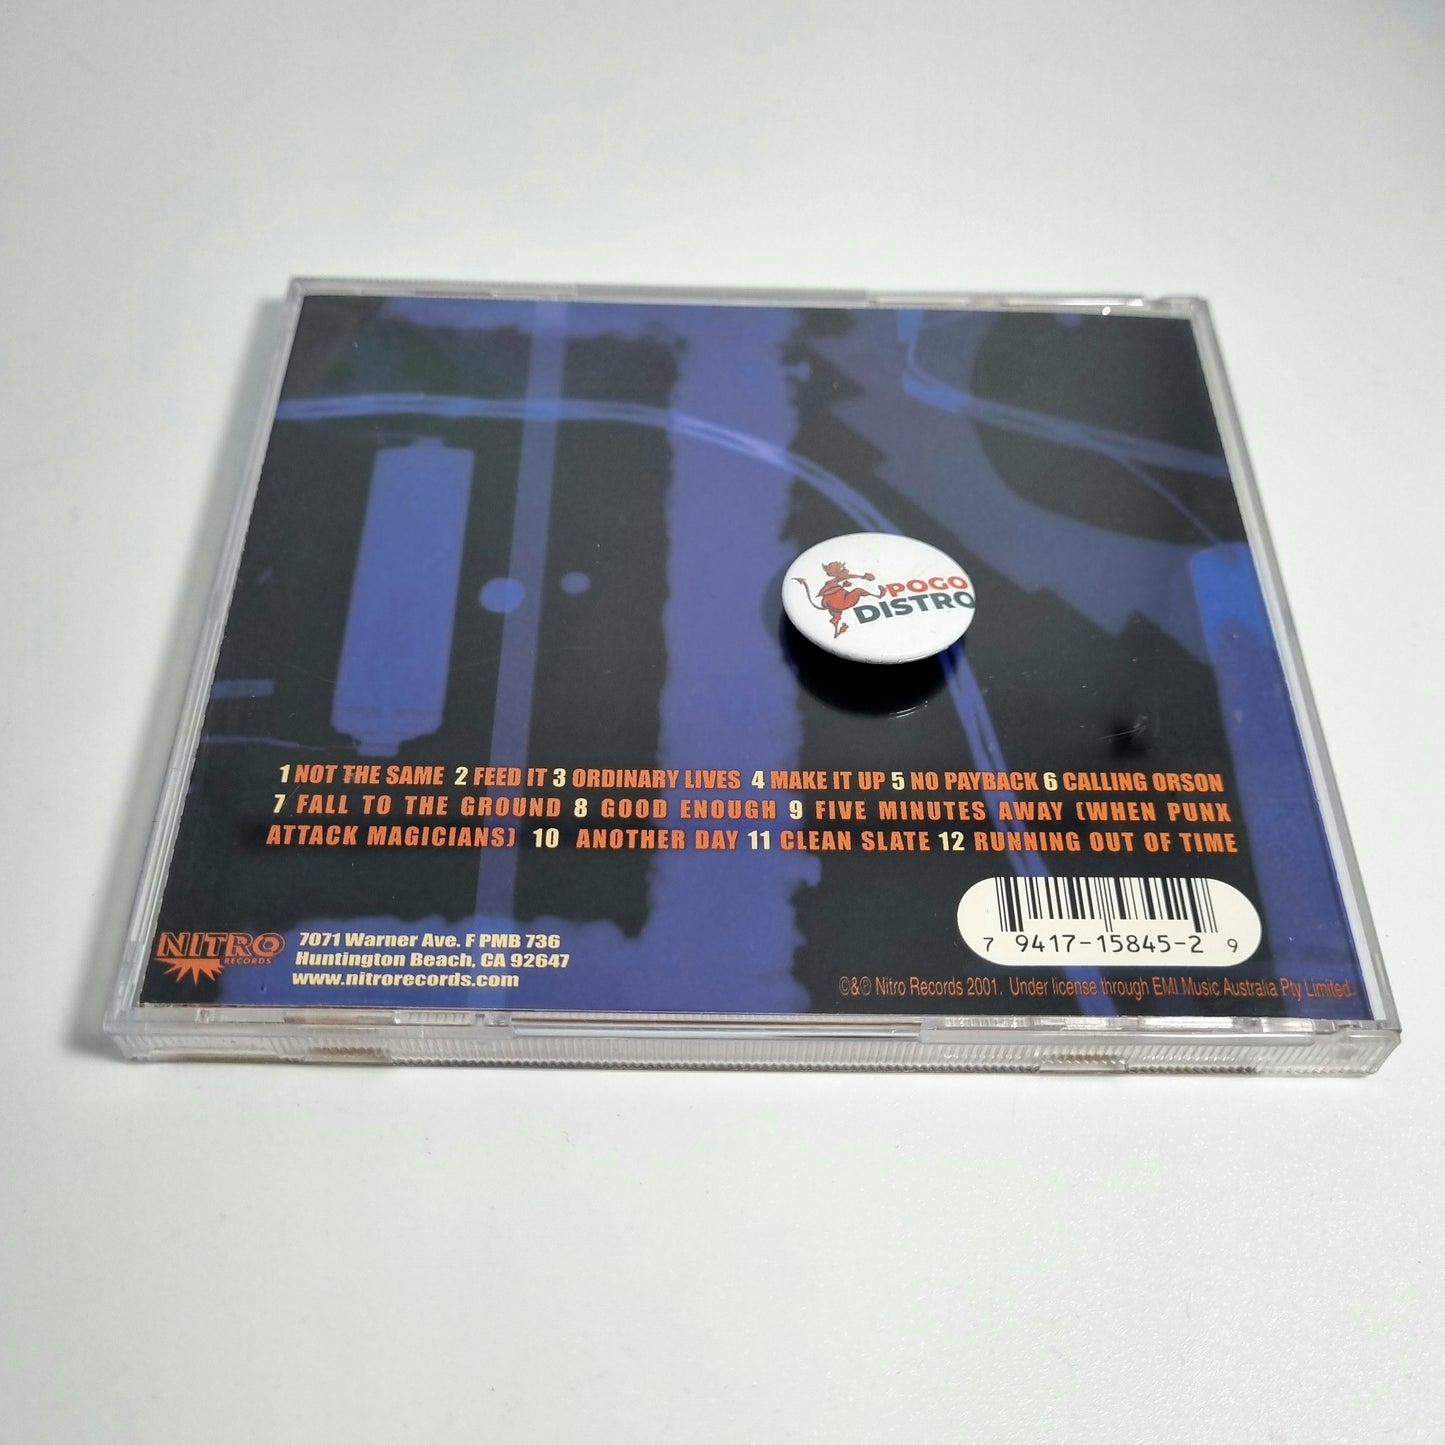 POGO
DISTRO
1 NOT THE SAME 2 FEED IT 3 ORDINARY LIVES 4 MAKE IT UP 5 NO PAYBACK 6 CALLING ORSON
7 FALL TO THE GROUND 8 GOOD ENOUGH 9 FIVE MINUTES AWAY (WHEN PUNX
ATTACK MAGICIANS) 10 ANOTHER DAY 11 CLEAN SLATE 12 RUNNING OUT OF TIME
NITRO
RECORDS
7071 Warner Ave. F PMB 736
Huntington Beach, CA 92647
www.nitrorecords.com
7 9417-15845-2 9
©&℗ Nitro Records 2001. Under license through EMI Music Australia Pty Limited.